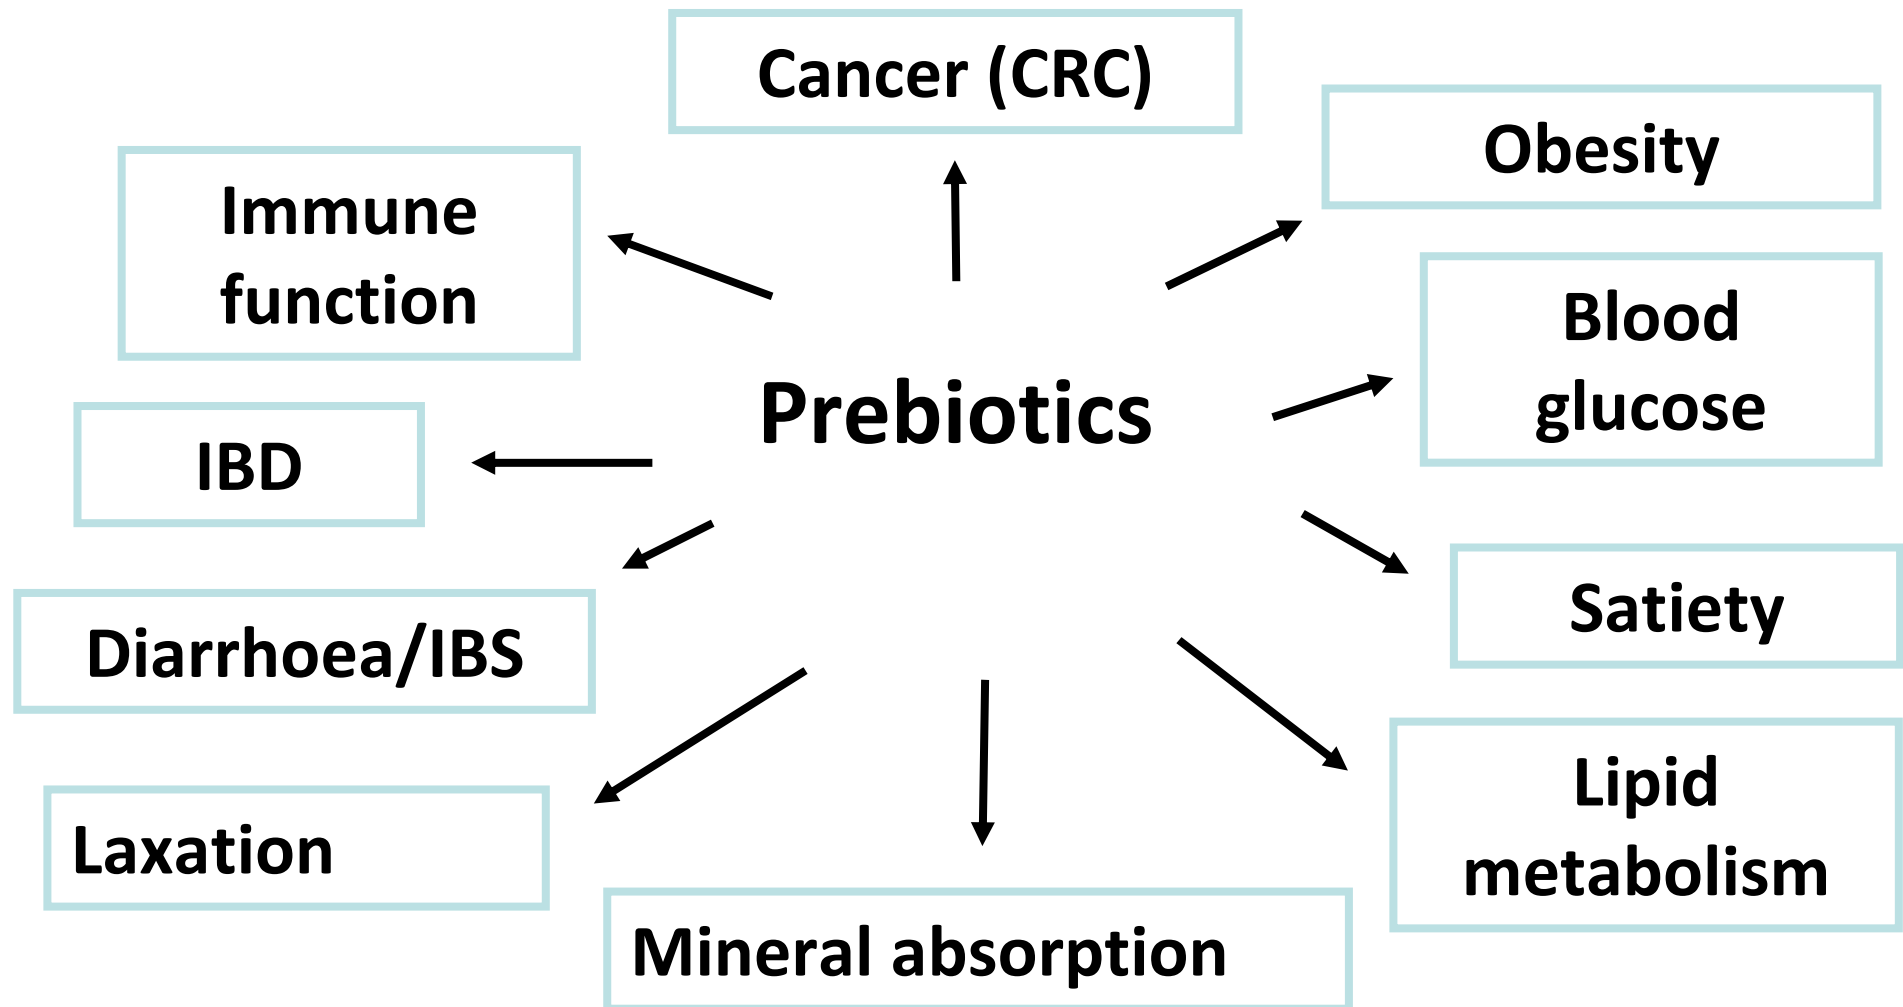 Cancer (CRC)
Obesity
Immune
function
Blood
glucose
Prebiotics
IBD
Satiety
Diarrhoea/IBS
Lipid
metabolism
Laxation
Mineral absorption